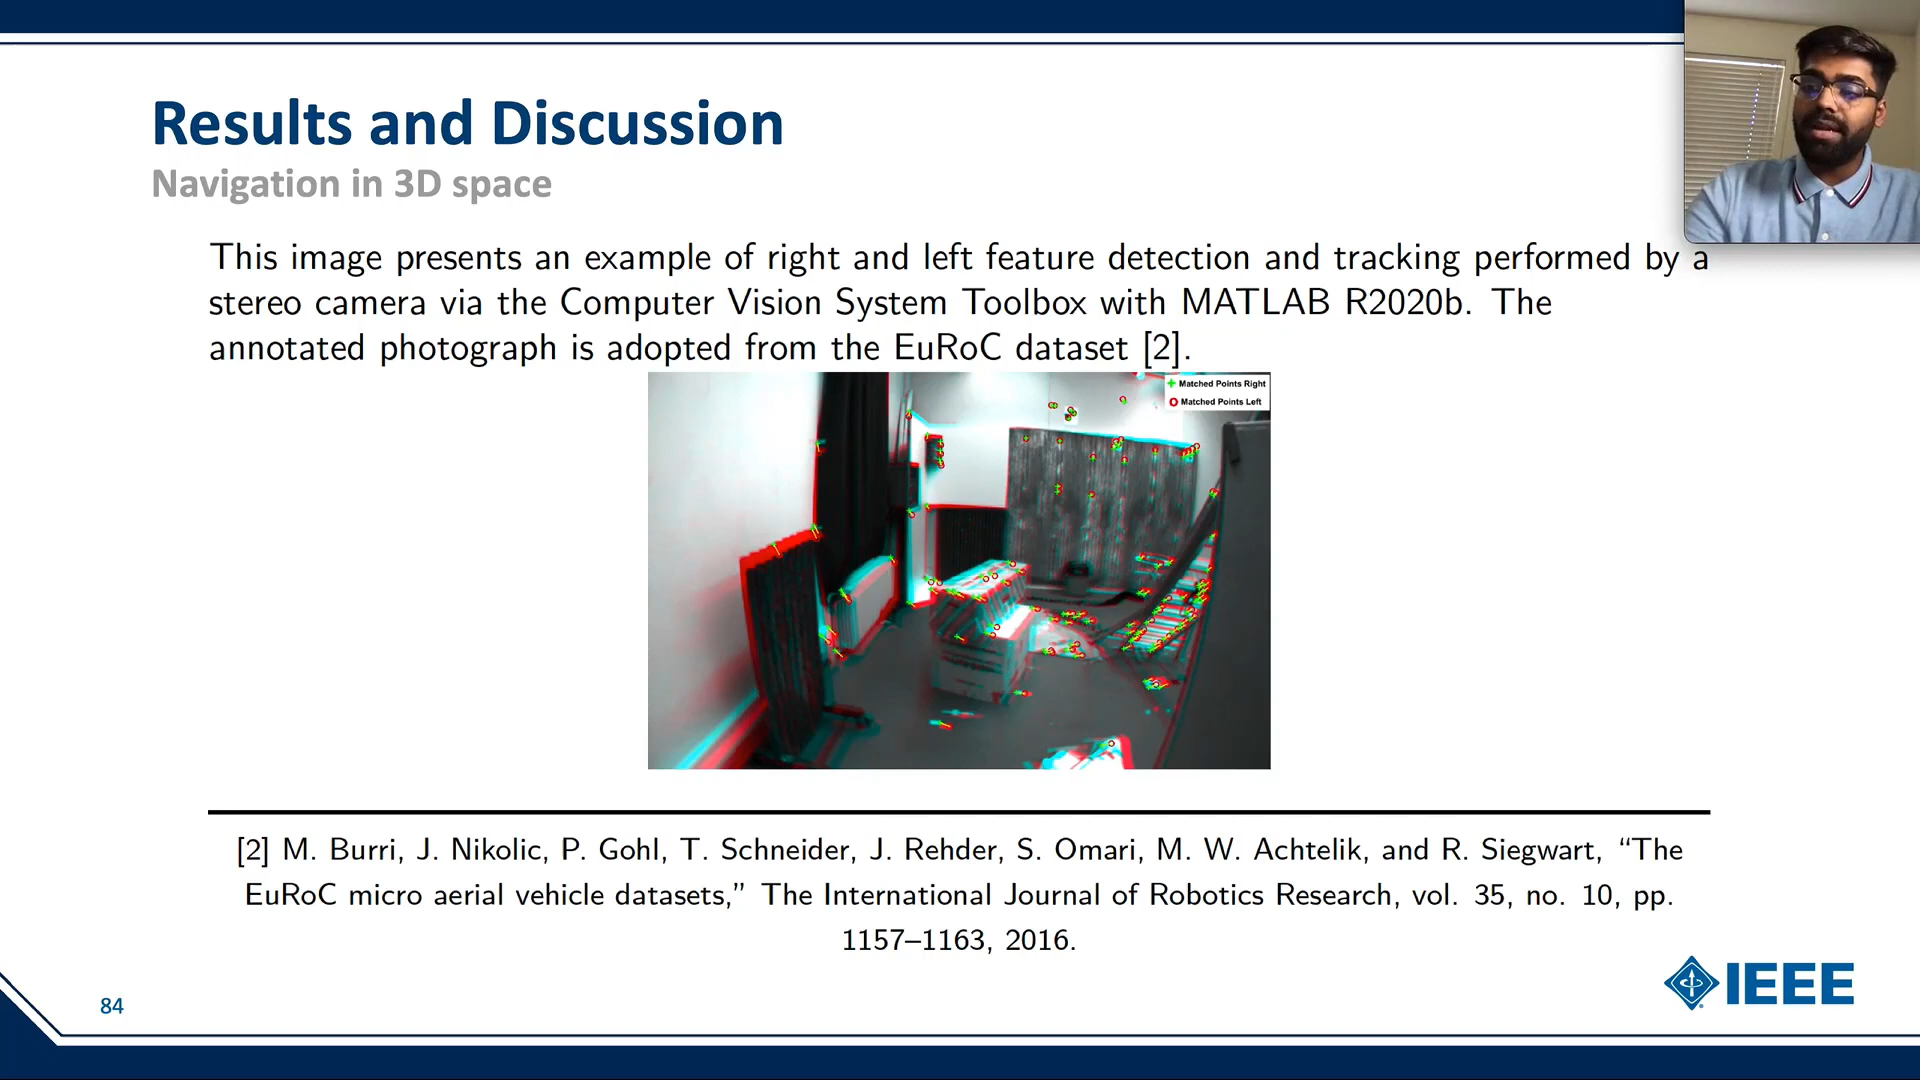 Results and Discussion
Navigation in 3D space
This image presents an example of right and left feature detection and tracking performed by a
stereo camera via the Computer Vision System Toolbox with MATLAB R2020b. The
annotated photograph is adopted from the EuRoC dataset [2].
Matched Points Right
Matched Points Left
[2] M. Burri, J. Nikolic, P. Gohl, T. Schneider, J. Rehder, S. Omari, M. W. Achtelik, and R. Siegwart, “The
EuRoC micro aerial vehicle datasets,” The International Journal of Robotics Research, vol. 35, no. 10, pp.
1157–1163, 2016.
IEEE
84